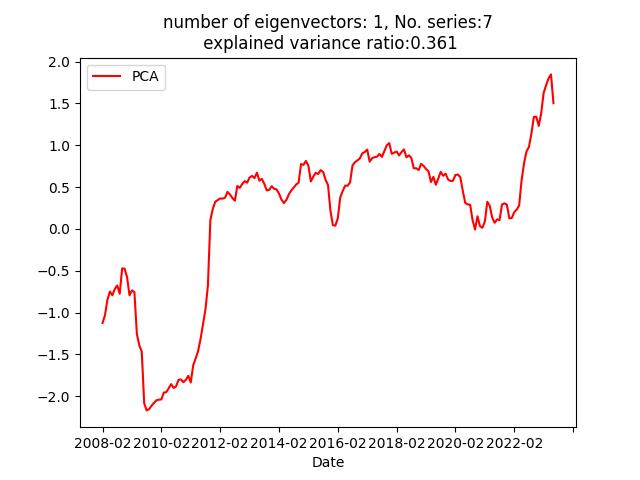 number of eigenvectors: 1, No. series:7
explained variance ratio:0.361
PCA
2.0
1.5
1.0
0.5
0.0
−0.5
−1.0
−1.5
−2.0
2008-02 2010-02 2012-02 2014-02 2016-02 2018-02 2020-02 2022-02
Date